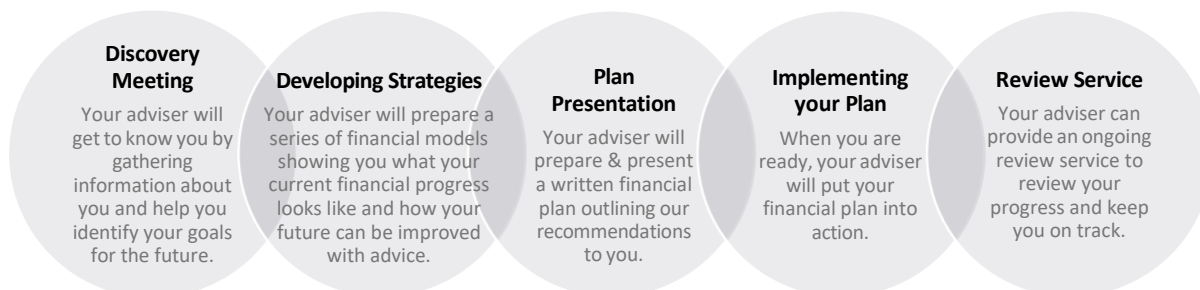 Discovery
Meeting
Your adviser will
get to know you by
gathering
information about
you and help you
identify your goals
for the future.
Developing Strategies
Your adviser will prepare a
series of financial models
showing you what your
current financial progress
looks like and how your
future can be improved
with advice.
Plan
Presentation
Your adviser will
prepare & present
a written financial
plan outlining our
recommendations
to you.
Implementing
your Plan
When you are
ready, your adviser
will put your
financial plan into
action.
Review Service
Your adviser can
provide an ongoing
review service to
review your
progress and keep
you on track.